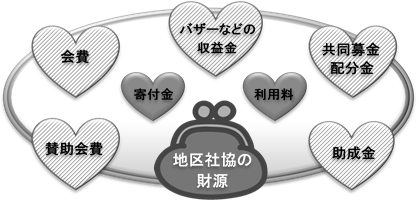 バザーなどの
収益金
会費
共同募金
配分金
寄付金
利用料
賛助会費
地区社協の
財源
助成金